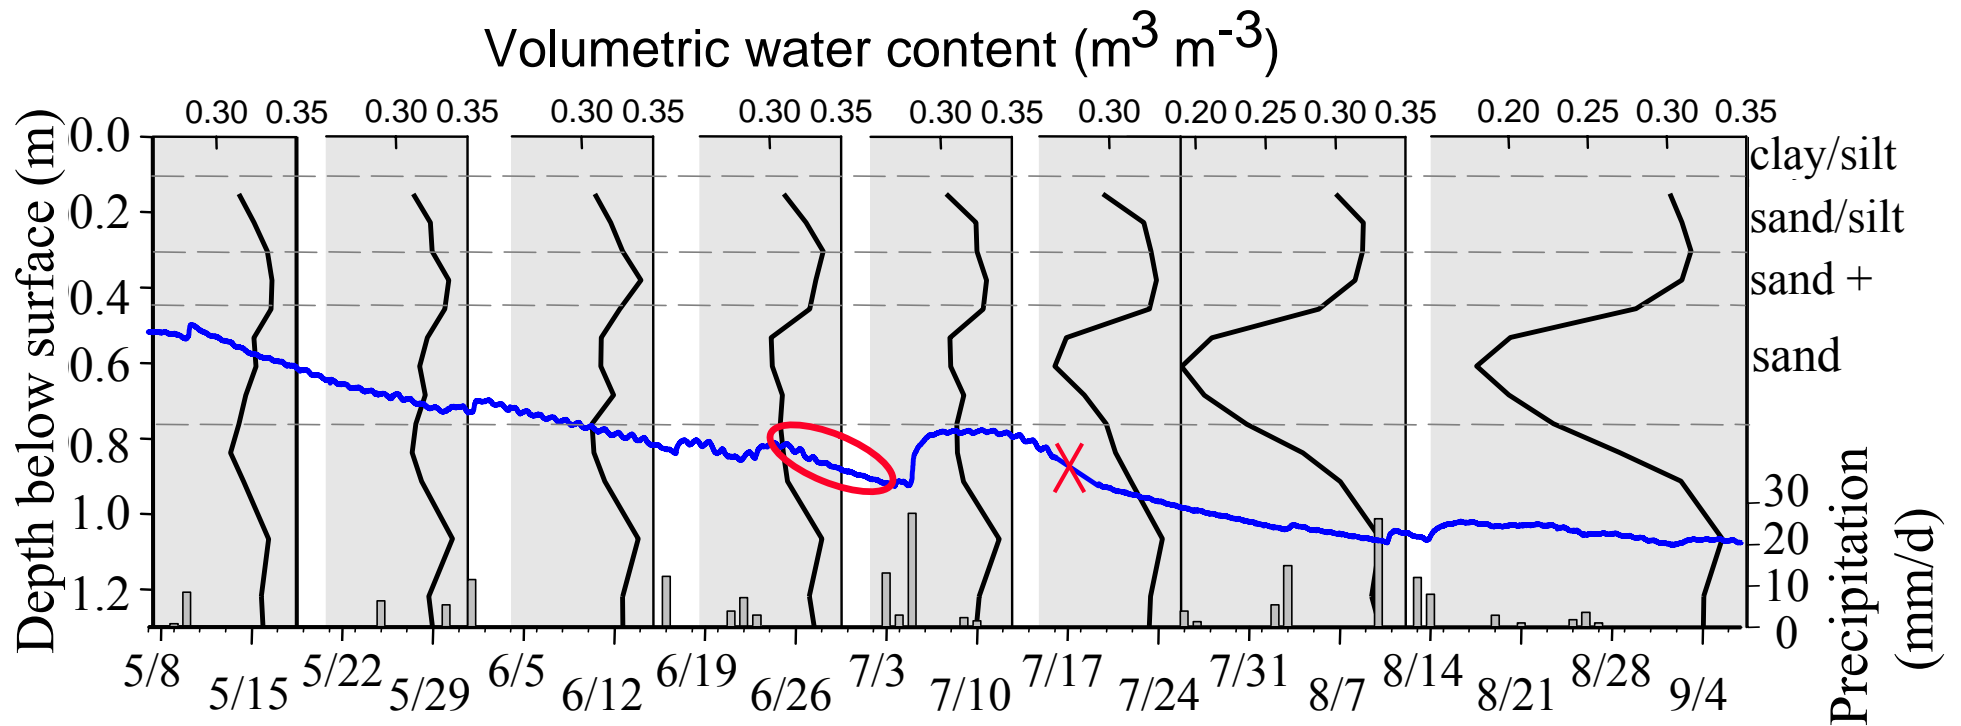 Volumetric water content (m3 m-3)
0.30 0.35 0.30 0.35 0.30 0.35 0.30 0.35 0.30 0.35 0.30 0.20 0.25 0.30 0.35 0.20 0.25 0.30 0.35
Depth below surface (m)
0.0
0.2
0.4
0.6
0.8
1.0
1.2
clay/silt
sand/silt
sand +
sand
30
20
10
0
Precipitation
(mm/d)
5/8 5/22 6/5 6/19 7/3 7/17 7/31 8/14 8/28
5/15 5/29 6/12 6/26 7/10 7/24 8/7 8/21 9/4